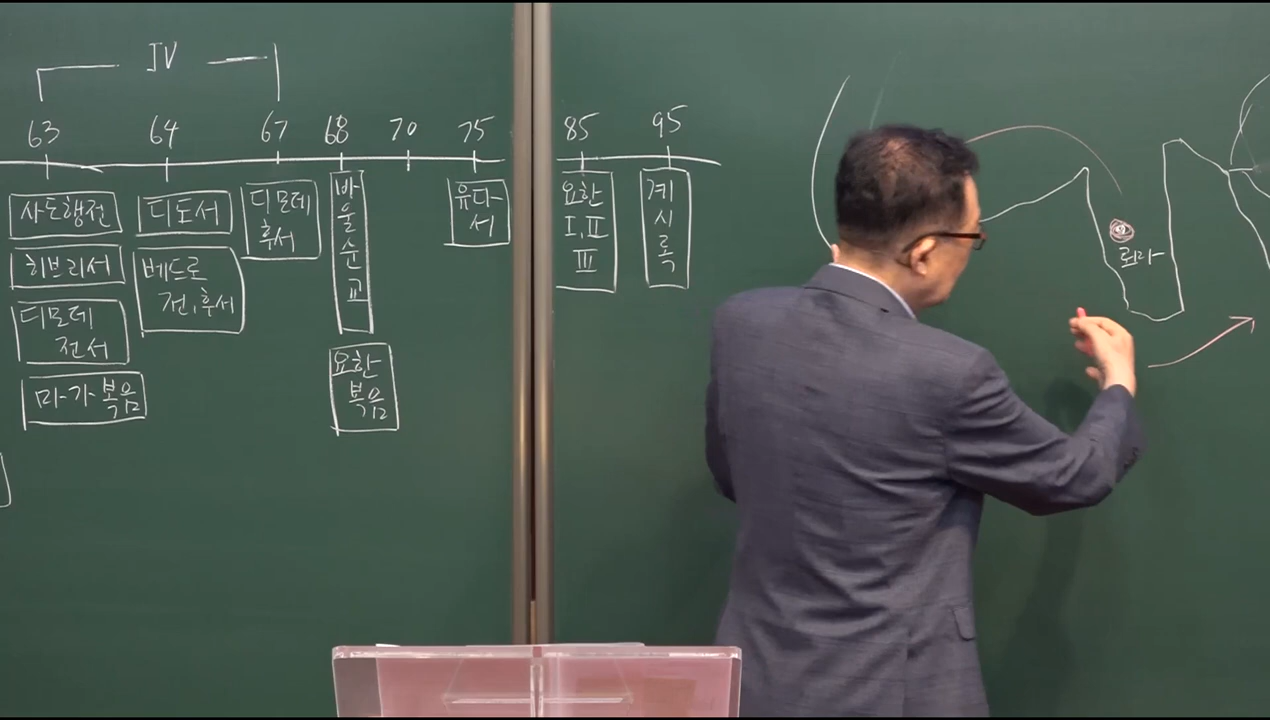 IV
63 64 67 68 70 75 85 95
사도행전
히브리서
디모데
전서
마가복음
디도서
베드로
전,후서
디모데
후서
바울순교
요한
복음
유다
서
요한
I, II
III
계시록
로마